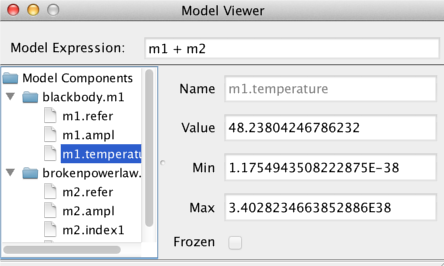 Model Viewer
Model Expression: m1 + m2
Model Components
blackbody.m1
m1.refer
m1.ampl
m1.temperatu
brokenpowerlaw.
m2.refer
m2.ampl
m2.index1
Name m1.temperature
Value 48.23804246786232
Min 1.1754943508222875E-38
Max 3.4028234663852886E38
Frozen